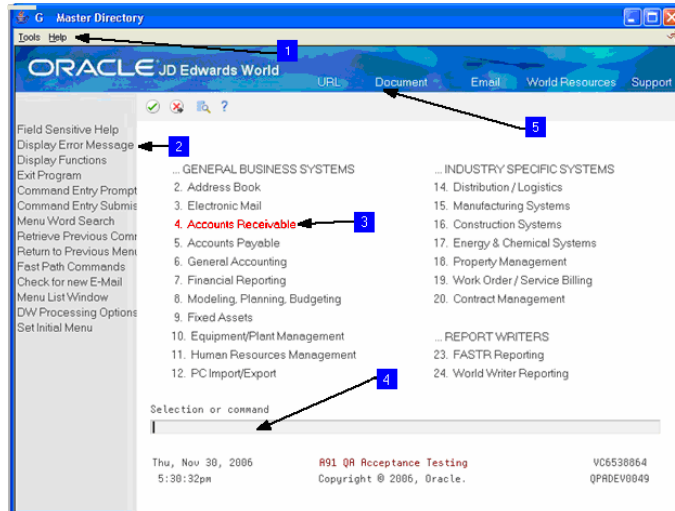 G Master Directory
Tools Help
1
ORACLE JD Edwards World
URL Document Email World Resources Support
5
?
Field Sensitive Help
Display Error Message
2
Display Functions
Exit Program
Command Entry Prompt
Command Entry Submis
Menu Word Search
Retrieve Previous Com
Return to Previous Menu
Fast Path Commands
Check for new E-Mail
Menu List Window
DW Processing Options
Set Initial Menu
... GENERAL BUSINESS SYSTEMS
2. Address Book
3. Electronic Mail
4. Accounts Receivable
3
5. Accounts Payable
6. General Accounting
7. Financial Reporting
8. Modeling, Planning, Budgeting
9. Fixed Assets
10. Equipment/Plant Management
11. Human Resources Management
12. PC Import/Export
... INDUSTRY SPECIFIC SYSTEMS
14. Distribution / Logistics
15. Manufacturing Systems
16. Construction Systems
17. Energy & Chemical Systems
18. Property Management
19. Work Order / Service Billing
20. Contract Management
... REPORT WRITERS
23. FASTR Reporting
24. World Writer Reporting
4
Selection or command
Thu, Nov 30, 2006 A91 QA Acceptance Testing VC6538864
5:30:32pm Copyright © 2006, Oracle. QPADEV0049